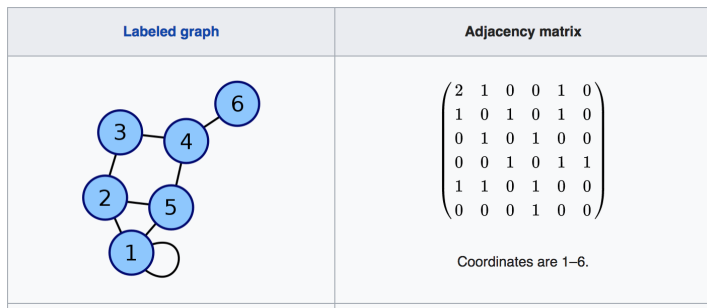 Labeled graph
Adjacency matrix
6
3
4
2
5
1
2 1 0 0 1 0
1 0 1 0 1 0
0 1 0 1 0 0
0 0 1 0 1 1
1 1 0 1 0 0
0 0 0 1 0 0
Coordinates are 1–6.